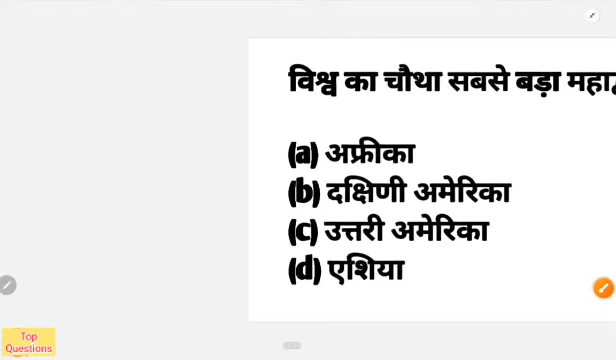 विश्व का चौथा सबसे बड़ा
(a) अफ्रीका
(b) दक्षिणी अमेरिका
(c) उत्तरी अमेरिका
(d) एशिया
Top
Questions